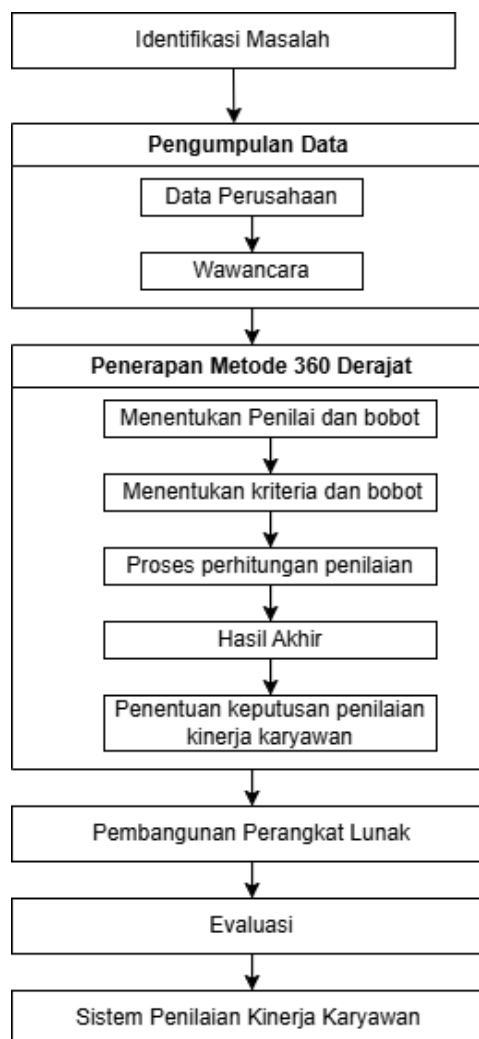 Identifikasi Masalah
Pengumpulan Data
Data Perusahaan
Wawancara
Penerapan Metode 360 Derajat
Menentukan Penilai dan bobot
Menentukan kriteria dan bobot
Proses perhitungan penilaian
Hasil Akhir
Penentuan keputusan penilaian
kinerja karyawan
Pembangunan Perangkat Lunak
Evaluasi
Sistem Penilaian Kinerja Karyawan